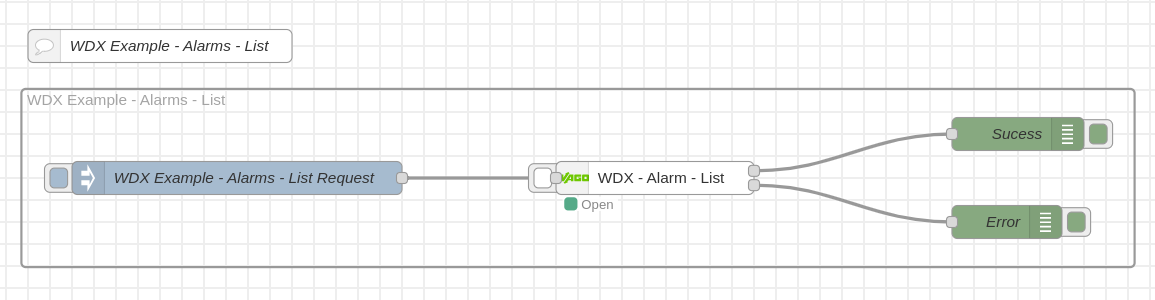 WDX Example - Alarms - List
WDX Example - Alarms - List
Sucess
WDX Example - Alarms - List Request
WAGO
WDX - Alarm - List
Open
Error